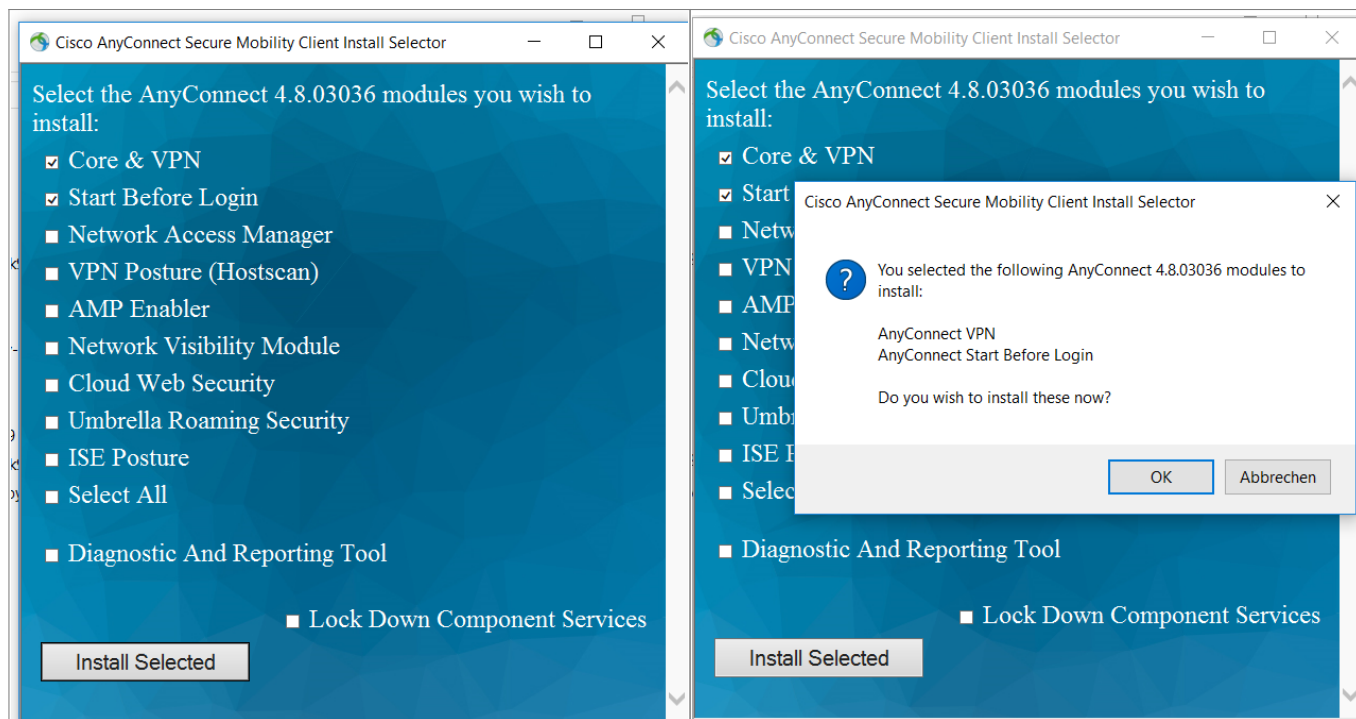 Cisco AnyConnect Secure Mobility Client Install Selector
Select the AnyConnect 4.8.03036 modules you wish to
install:
Core & VPN
Start Before Login
Network Access Manager
VPN Posture (Hostscan)
AMP Enabler
Network Visibility Module
Cloud Web Security
Umbrella Roaming Security
ISE Posture
Select All
Diagnostic And Reporting Tool
Lock Down Component Services
Install Selected
Cisco AnyConnect Secure Mobility Client Install Selector
Select the AnyConnect 4.8.03036 modules you wish to
install:
Core & VPN
Start
Netw
VPN
AMP
Netw
Clou
Umb
ISE
Selec
Diagnostic And Reporting Tool
Lock Down Component Services
Install Selected
Cisco AnyConnect Secure Mobility Client Install Selector
You selected the following AnyConnect 4.8.03036 modules to
install:
AnyConnect VPN
AnyConnect Start Before Login
Do you wish to install these now?
OK
Abbrechen